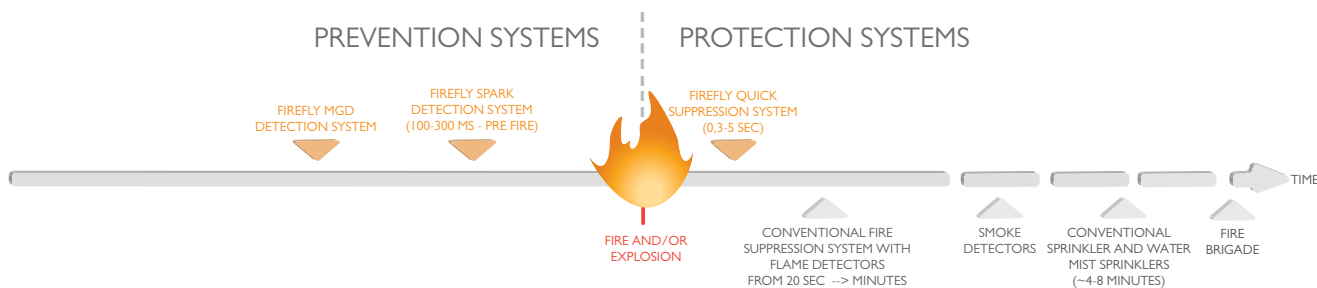 PREVENTION SYSTEMS
PROTECTION SYSTEMS
FIREFLY MGD
DETECTION SYSTEM
FIREFLY SPARK
DETECTION SYSTEM
(100-300 MS - PRE FIRE)
FIREFLY QUICK
SUPPRESSION SYSTEM
(0,3-5 SEC)
TIME
FIRE AND/OR
EXPLOSION
CONVENTIONAL FIRE
SUPPRESSION SYSTEM WITH
FLAME DETECTORS
FROM 20 SEC --> MINUTES
SMOKE
DETECTORS
CONVENTIONAL
SPRINKLER AND WATER
MIST SPRINKLERS
(~4-8 MINUTES)
FIRE
BRIGADE